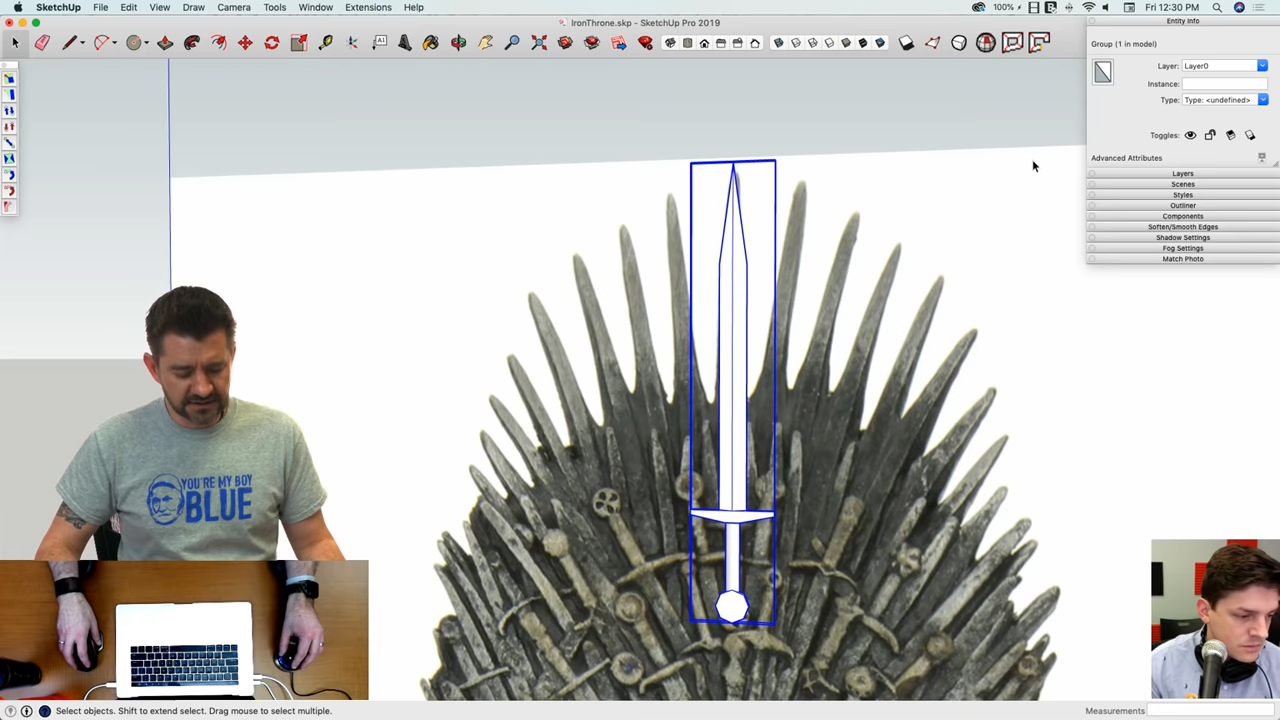 SketchUp File Edit View Draw Camera Tools Window Extensions Help
100% Fri 12:30 PM
IronThrone.skp - SketchUp Pro 2019
Entity Info
Group (1 in model)
Layer: Layer0
Instance:
Type: Type: <undefined>
Toggles:
Advanced Attributes
Layers
Scenes
Styles
Outliner
Components
Soften/Smooth Edges
Shadow Settings
Fog Settings
Match Photo
YOU'RE MY BOY
BLUE
Select objects. Shift to extend select. Drag mouse to select multiple.
Measurements